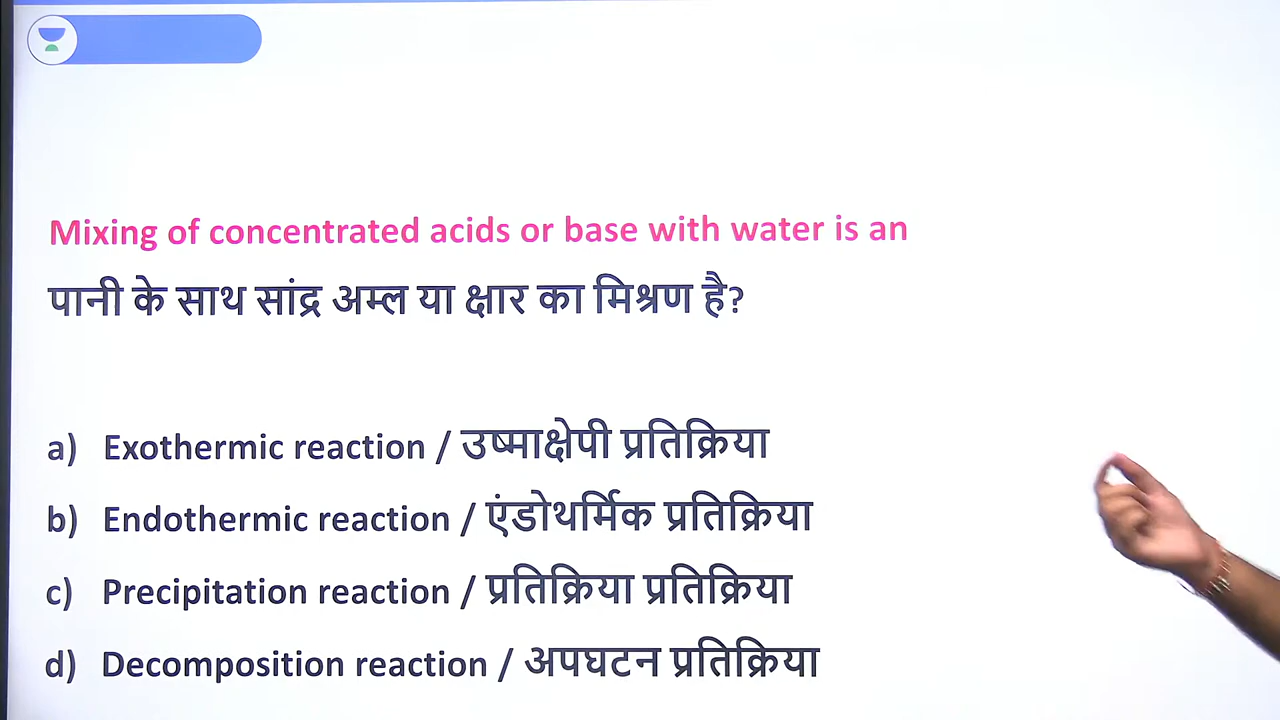 Mixing of concentrated acids or base with water is an
पानी के साथ सांद्र अम्ल या क्षार का मिश्रण है?
a) Exothermic reaction / उष्माक्षेपी प्रतिक्रिया
b) Endothermic reaction / एंडोथर्मिक प्रतिक्रिया
c) Precipitation reaction / प्रतिक्रिया प्रतिक्रिया
d) Decomposition reaction / अपघटन प्रतिक्रिया